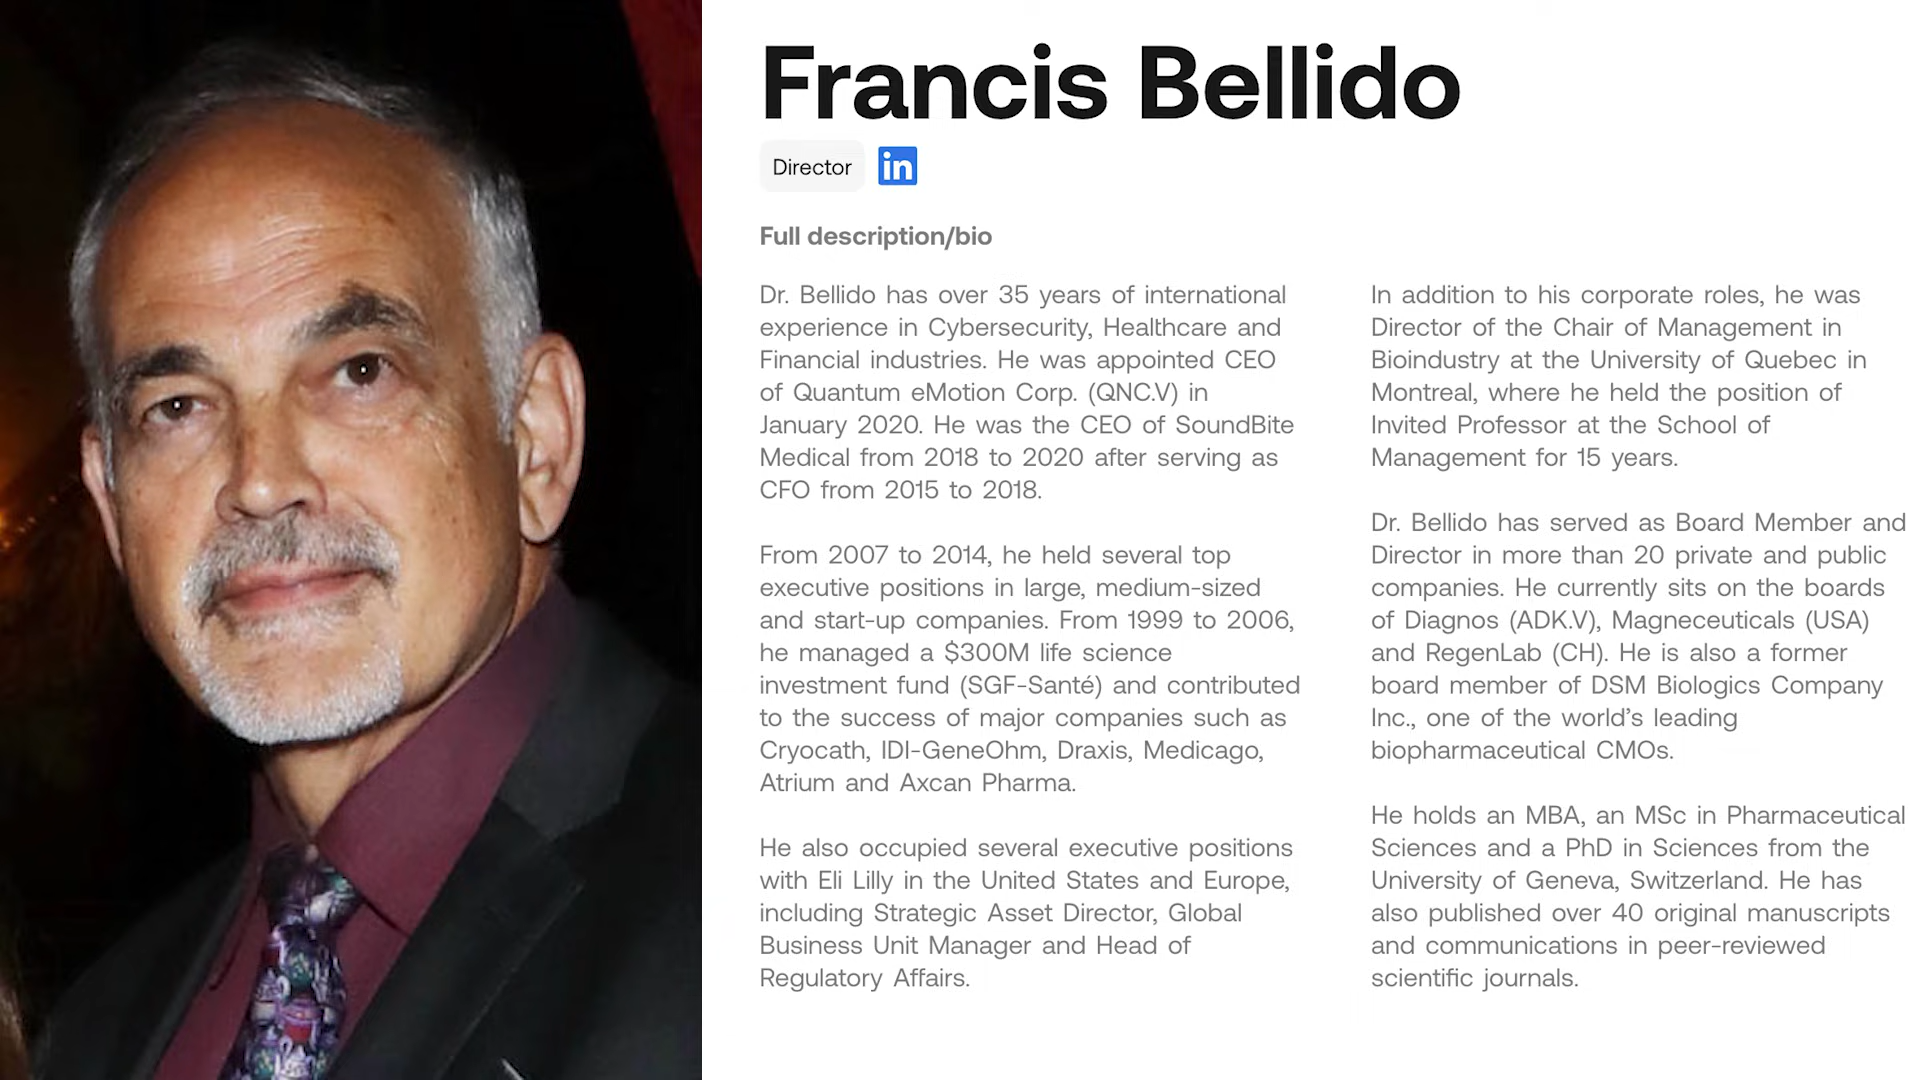 Francis Bellido
Director
in
Full description/bio
Dr. Bellido has over 35 years of international
experience in Cybersecurity, Healthcare and
Financial industries. He was appointed CEO
of Quantum eMotion Corp. (QNC.V) in
January 2020. He was the CEO of SoundBite
Medical from 2018 to 2020 after serving as
CFO from 2015 to 2018.
From 2007 to 2014, he held several top
executive positions in large, medium-sized
and start-up companies. From 1999 to 2006,
he managed a $300M life science
investment fund (SGF-Santé) and contributed
to the success of major companies such as
Cryocath, IDI-GeneOhm, Draxis, Medicago,
Atrium and Axcan Pharma.
He also occupied several executive positions
with Eli Lilly in the United States and Europe,
including Strategic Asset Director, Global
Business Unit Manager and Head of
Regulatory Affairs.
In addition to his corporate roles, he was
Director of the Chair of Management in
Bioindustry at the University of Quebec in
Montreal, where he held the position of
Invited Professor at the School of
Management for 15 years.
Dr. Bellido has served as Board Member and
Director in more than 20 private and public
companies. He currently sits on the boards
of Diagnos (ADK.V), Magneceuticals (USA)
and RegenLab (CH). He is also a former
board member of DSM Biologics Company
Inc., one of the world’s leading
biopharmaceutical CMOs.
He holds an MBA, an MSc in Pharmaceutical
Sciences and a PhD in Sciences from the
University of Geneva, Switzerland. He has
also published over 40 original manuscripts
and communications in peer-reviewed
scientific journals.